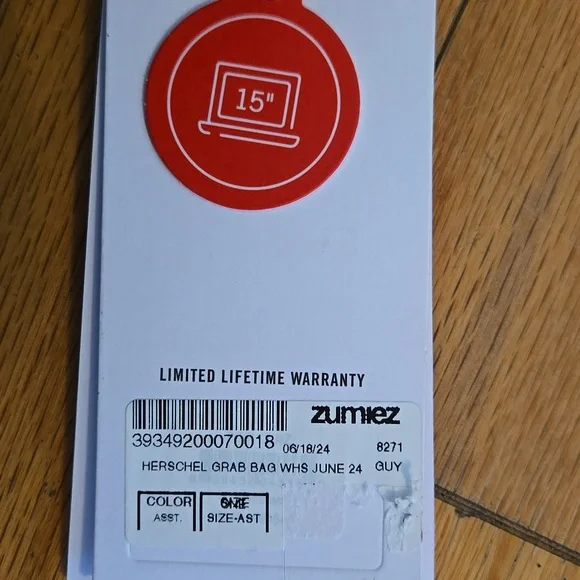 15"
LIMITED LIFETIME WARRANTY
zumiez
39349200070018 06/18/24 8271
HERSCHEL GRAB BAG WHS JUNE 24 GUY
COLOR
ASST.
SIZE-AST